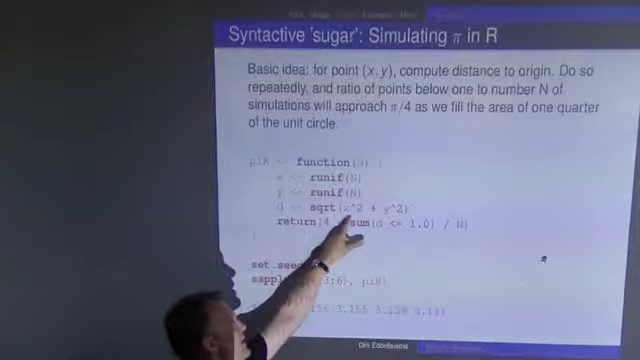 Syntactive 'sugar': Simulating π in R
Basic idea: for point (x, y), compute distance to origin. Do so
repeatedly, and ratio of points below one to number N of
simulations will approach π/4 as we fill the area of one quarter
of the unit circle.
piR <- function(N) {
x <- runif(N)
y <- runif(N)
d <- sqrt(x^2 + y^2)
return(4 sum(d <= 1.0) / N)
}
set.seed
3:6), piR)
3.155 3.139 3.141
Dirk Eddelbuettel